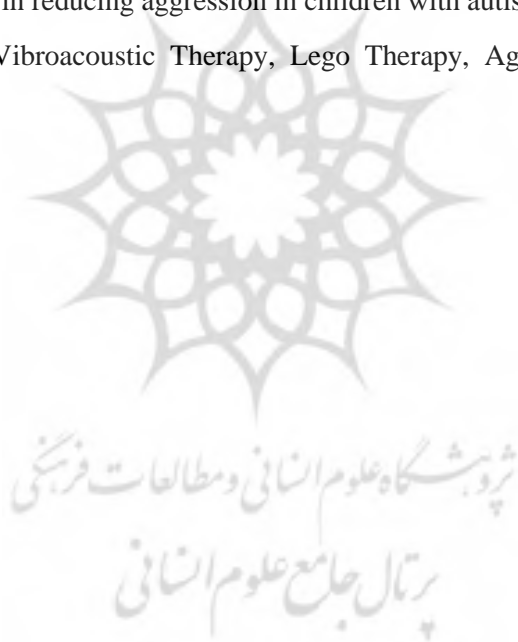 in reducing aggression in children with autis
Vibroacoustic Therapy, Lego Therapy, Ag
پژوهشگاه علوم انسانی و مطالعات فرهنگی
پرتال جامع علوم انسانی